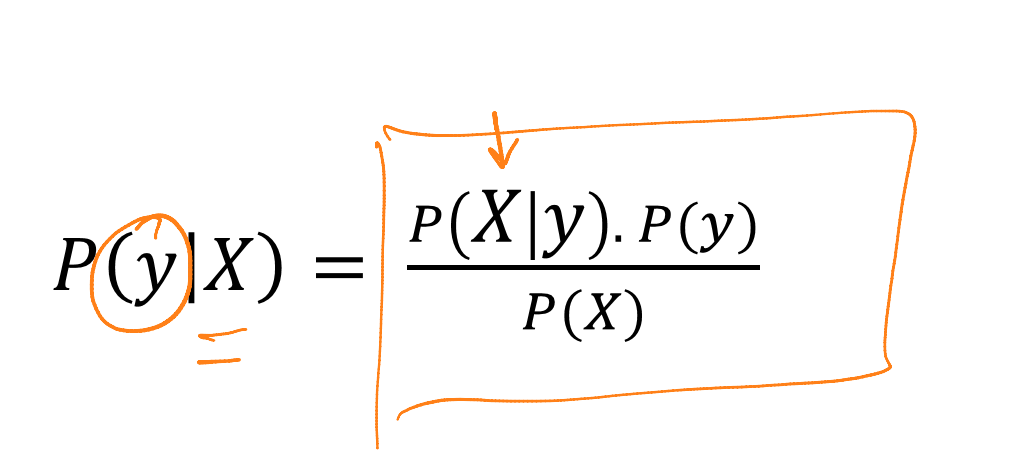 P(y|X) = P(X|y). P(y)
P(X)